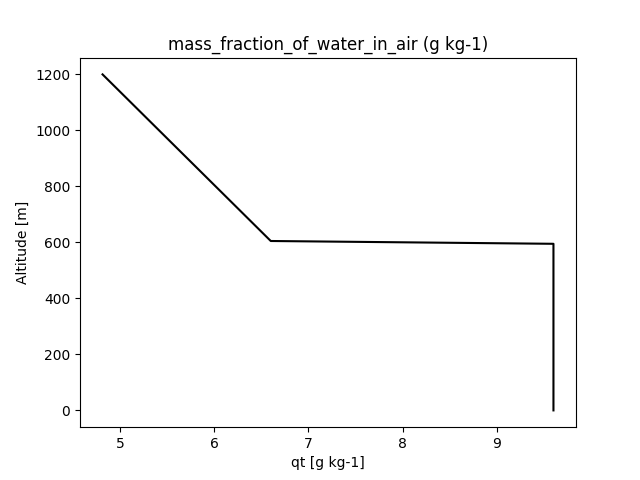 mass_fraction_of_water_in_air (g kg-1)
1200
1000
800
600
400
200
0
Altitude [m]
5 6 7 8 9
qt [g kg-1]